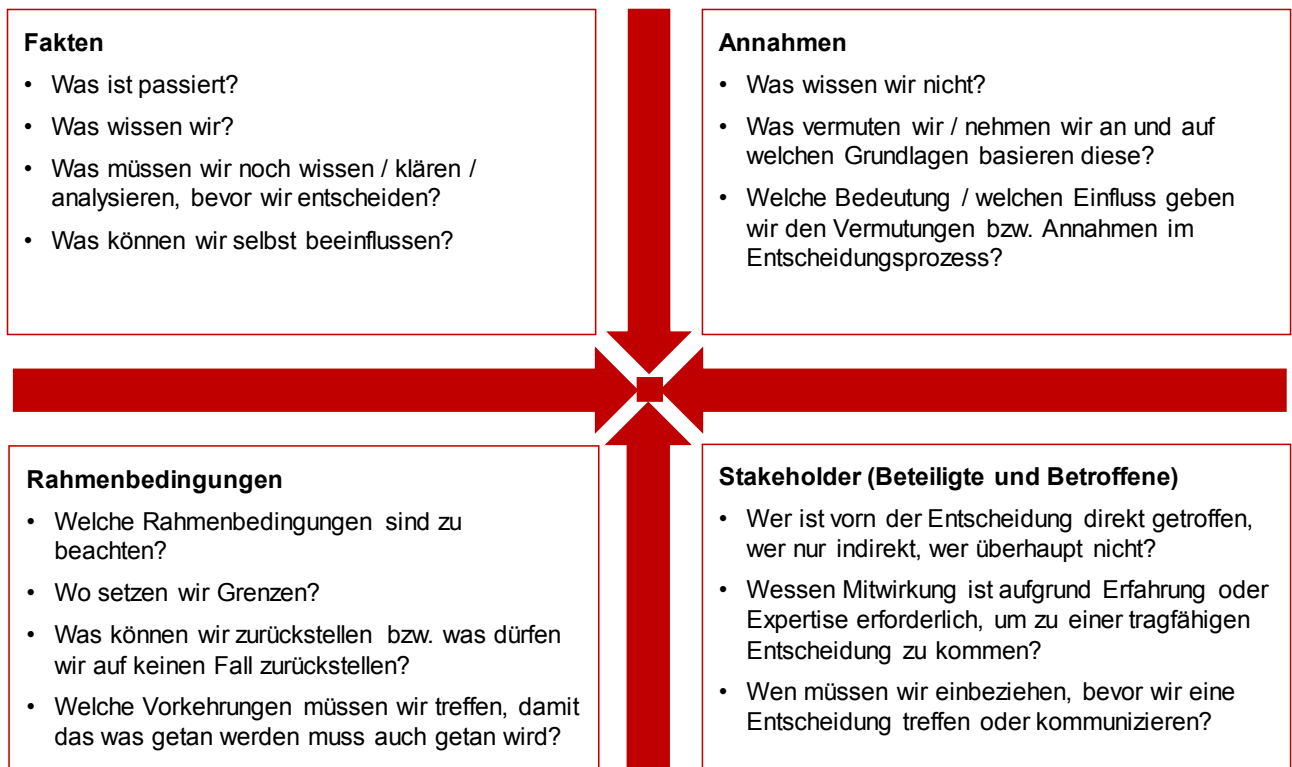 Fakten
• Was ist passiert?
• Was wissen wir?
• Was müssen wir noch wissen / klären /
analysieren, bevor wir entscheiden?
• Was können wir selbst beeinflussen?
Annahmen
• Was wissen wir nicht?
• Was vermuten wir / nehmen wir an und auf
welchen Grundlagen basieren diese?
• Welche Bedeutung / welchen Einfluss geben
wir den Vermutungen bzw. Annahmen im
Entscheidungsprozess?
Rahmenbedingungen
• Welche Rahmenbedingungen sind zu
beachten?
• Wo setzen wir Grenzen?
• Was können wir zurückstellen bzw. was dürfen
wir auf keinen Fall zurückstellen?
• Welche Vorkehrungen müssen wir treffen, damit
das was getan werden muss auch getan wird?
Stakeholder (Beteiligte und Betroffene)
• Wer ist vorn der Entscheidung direkt getroffen,
wer nur indirekt, wer überhaupt nicht?
• Wessen Mitwirkung ist aufgrund Erfahrung oder
Expertise erforderlich, um zu einer tragfähigen
Entscheidung zu kommen?
• Wen müssen wir einbeziehen, bevor wir eine
Entscheidung treffen oder kommunizieren?